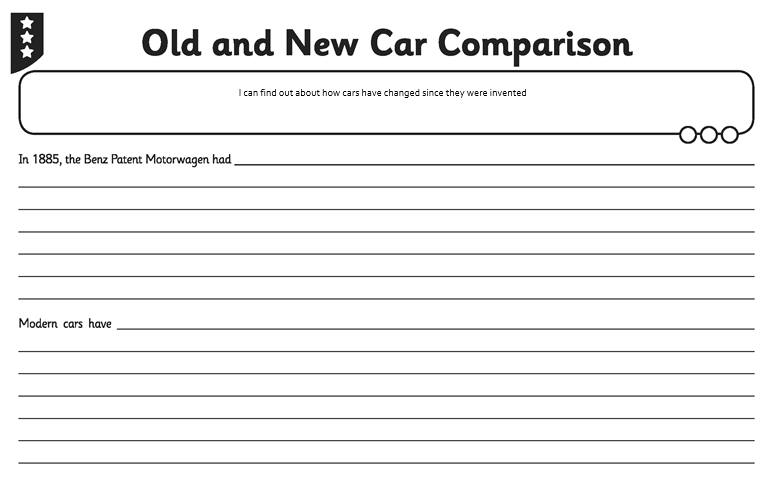 Old and New Car Comparison
I can find out about how cars have changed since they were invented
In 1885, the Benz Patent Motorwagen had
Modern cars have